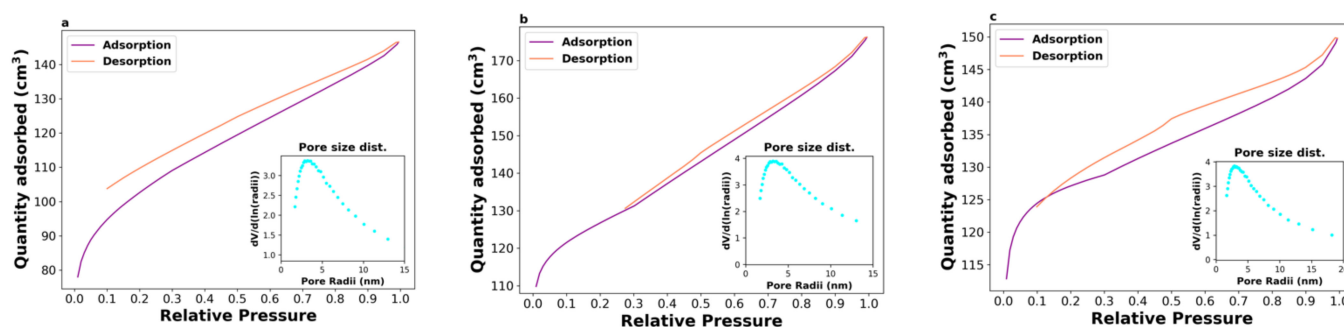 a
Adsorption
Desorption
Quantity adsorbed (cm³)
140
130
120
110
100
90
80
0.0 0.1 0.2 0.3 0.4 0.5 0.6 0.7 0.8 0.9 1.0
Relative Pressure
Pore size dist.
dV/d(ln(radii))
3.0
2.5
2.0
1.5
1.0
0 5 10 15
Pore Radii (nm)
b
Adsorption
Desorption
Quantity adsorbed (cm³)
170
160
150
140
130
120
110
0.0 0.1 0.2 0.3 0.4 0.5 0.6 0.7 0.8 0.9 1.0
Relative Pressure
Pore size dist.
dV/d(ln(radii))
4
3
2
1
0
0 5 10 15
Pore Radii (nm)
c
Adsorption
Desorption
Quantity adsorbed (cm³)
150
145
140
135
130
125
120
115
0.0 0.1 0.2 0.3 0.4 0.5 0.6 0.7 0.8 0.9 1.0
Relative Pressure
Pore size dist.
dV/d(ln(radii))
4
3
2
1
0
0 5 10 15 20
Pore Radii (nm)